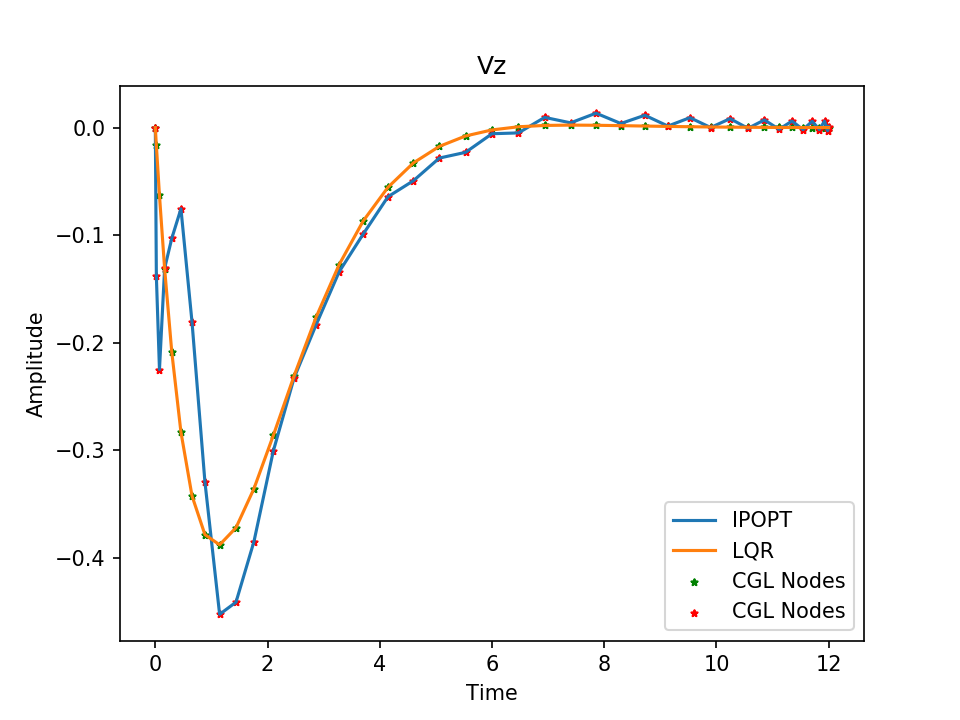 Vz
0.0
−0.1
−0.2
−0.3
−0.4
Amplitude
0 2 4 6 8 10 12
Time
IPOPT
LQR
CGL Nodes
CGL Nodes